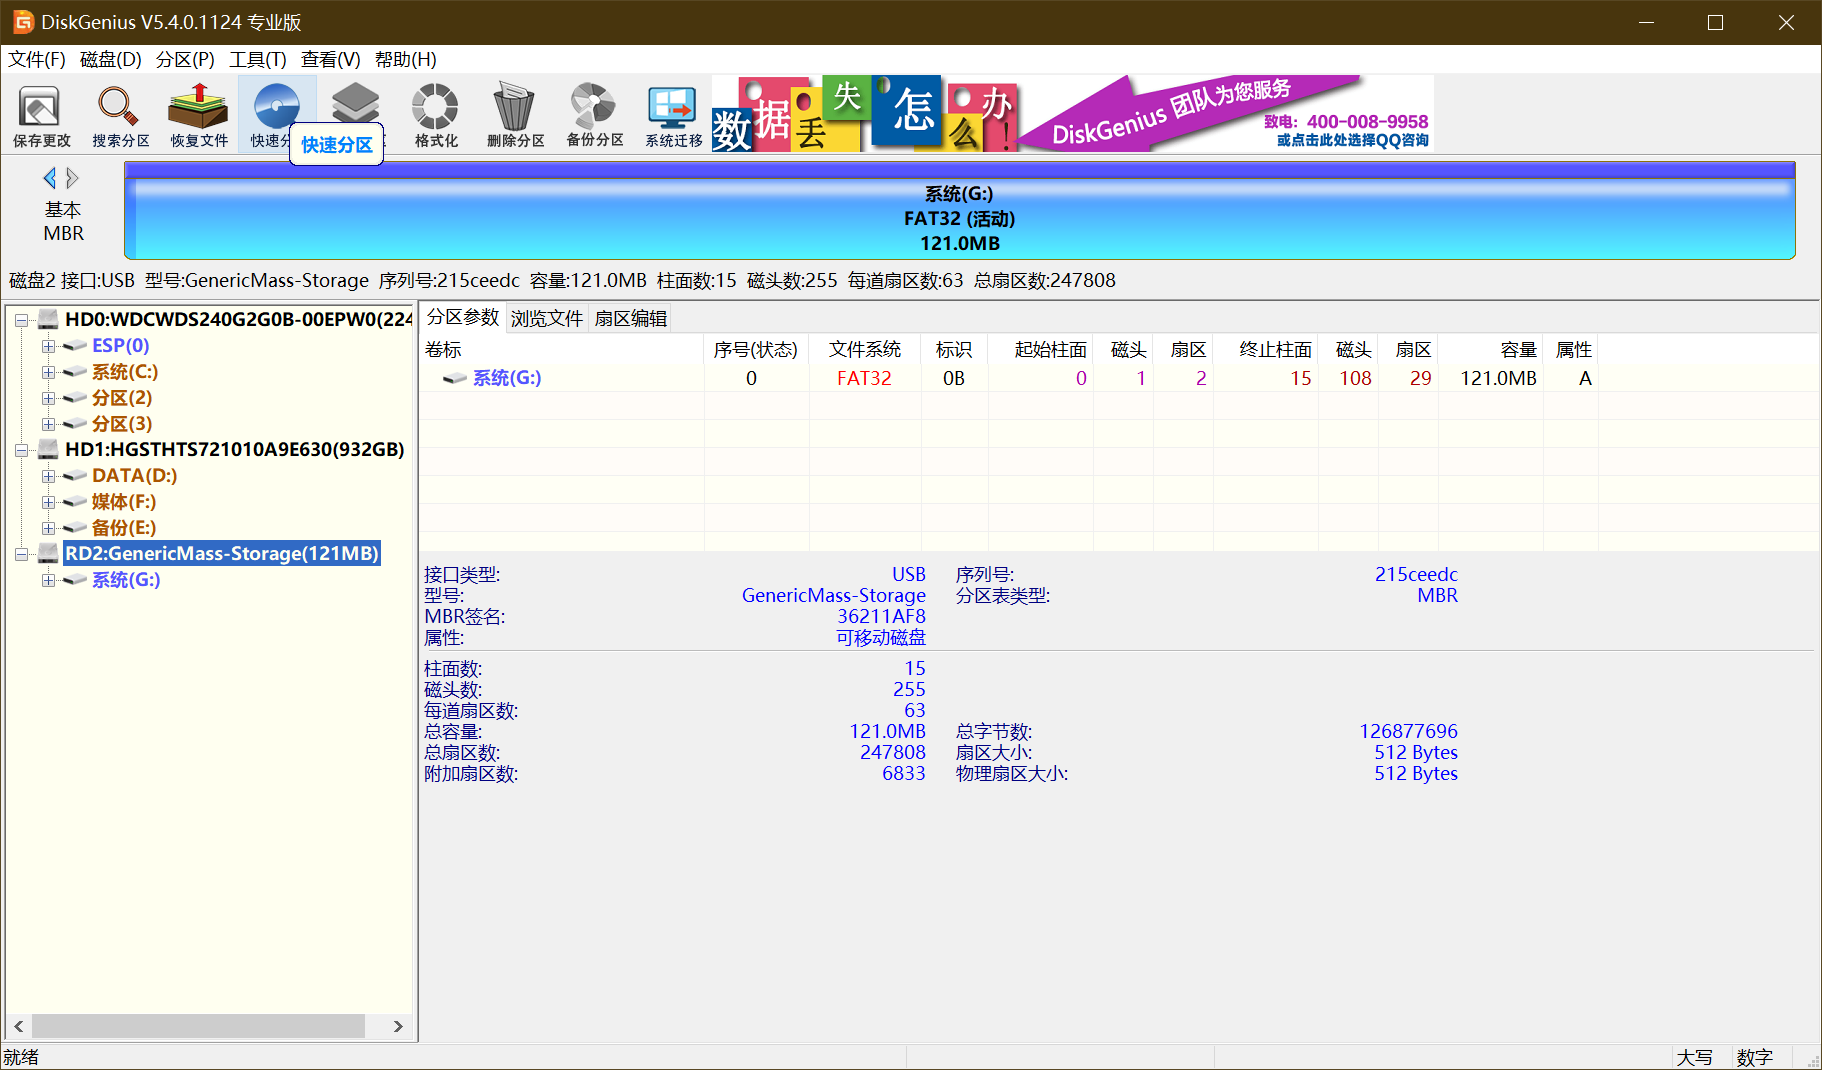 DiskGenius V5.4.0.1124 专业版
文件(F) 磁盘(D) 分区(P) 工具(T) 查看(V) 帮助(H)
保存更改 搜索分区 恢复文件 快速分 格式化 删除分区 备份分区 系统迁移
快速分区
数据丢失怎么办!
DiskGenius 团队为您服务
致电: 400-008-9958
或点击此处选择QQ咨询
基本
MBR
系统(G:)
FAT32 (活动)
121.0MB
磁盘2 接口:USB 型号:GenericMass-Storage 序列号:215ceedc 容量:121.0MB 柱面数:15 磁头数:255 每道扇区数:63 总扇区数:247808
HD0:WDCWDS240G2G0B-00EPW0(224
ESP(0)
系统(C:)
分区(2)
分区(3)
HD1:HGSTHTS721010A9E630(932GB)
DATA(D:)
媒体(F:)
备份(E:)
RD2:GenericMass-Storage(121MB)
系统(G:)
分区参数 浏览文件 扇区编辑
卷标 序号(状态) 文件系统 标识 起始柱面 磁头 扇区 终止柱面 磁头 扇区 容量 属性
系统(G:) 0 FAT32 0B 0 1 2 15 108 29 121.0MB A
接口类型: USB 序列号: 215ceedc
型号: GenericMass-Storage 分区表类型: MBR
MBR签名: 36211AF8
属性: 可移动磁盘
柱面数: 15
磁头数: 255
每道扇区数: 63
总容量: 121.0MB 总字节数: 126877696
总扇区数: 247808 扇区大小: 512 Bytes
附加扇区数: 6833 物理扇区大小: 512 Bytes
就绪 大写 数字